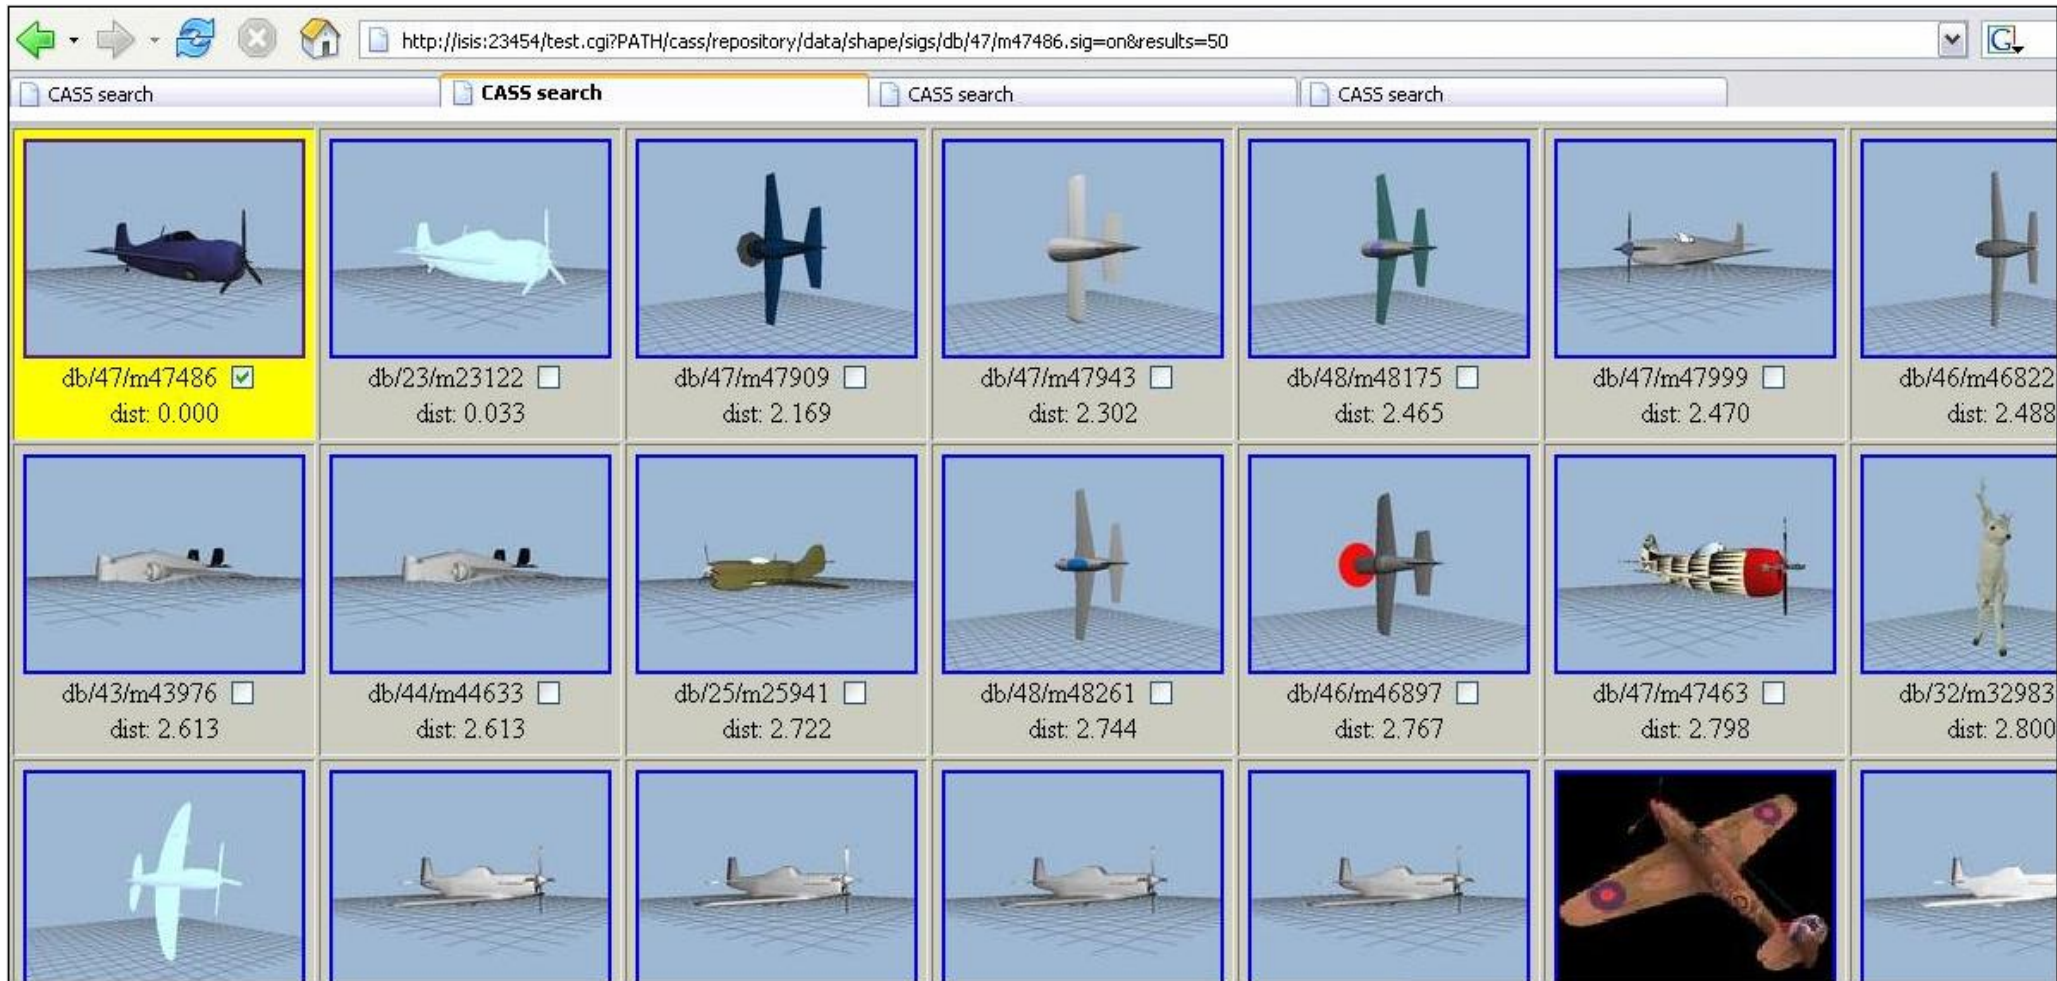 http://isis:23454/test.cgi?PATH/cass/repository/data/shape/sigs/db/47/m47486.sig=on&results=50
G
CASS search
CASS search
CASS search
CASS search
db/47/m47486
db/23/m23122
db/47/m47909
db/47/m47943
db/48/m48175
db/47/m47999
db/46/m46822
dist: 0.000
dist: 0.033
dist: 2.169
dist: 2.302
dist: 2.465
dist: 2.470
dist: 2.488
db/43/m43976
db/44/m44633
db/25/m25941
db/48/m48261
db/46/m46897
db/47/m47463
db/32/m32983
dist: 2.613
dist: 2.613
dist: 2.722
dist: 2.744
dist: 2.767
dist: 2.798
dist: 2.800